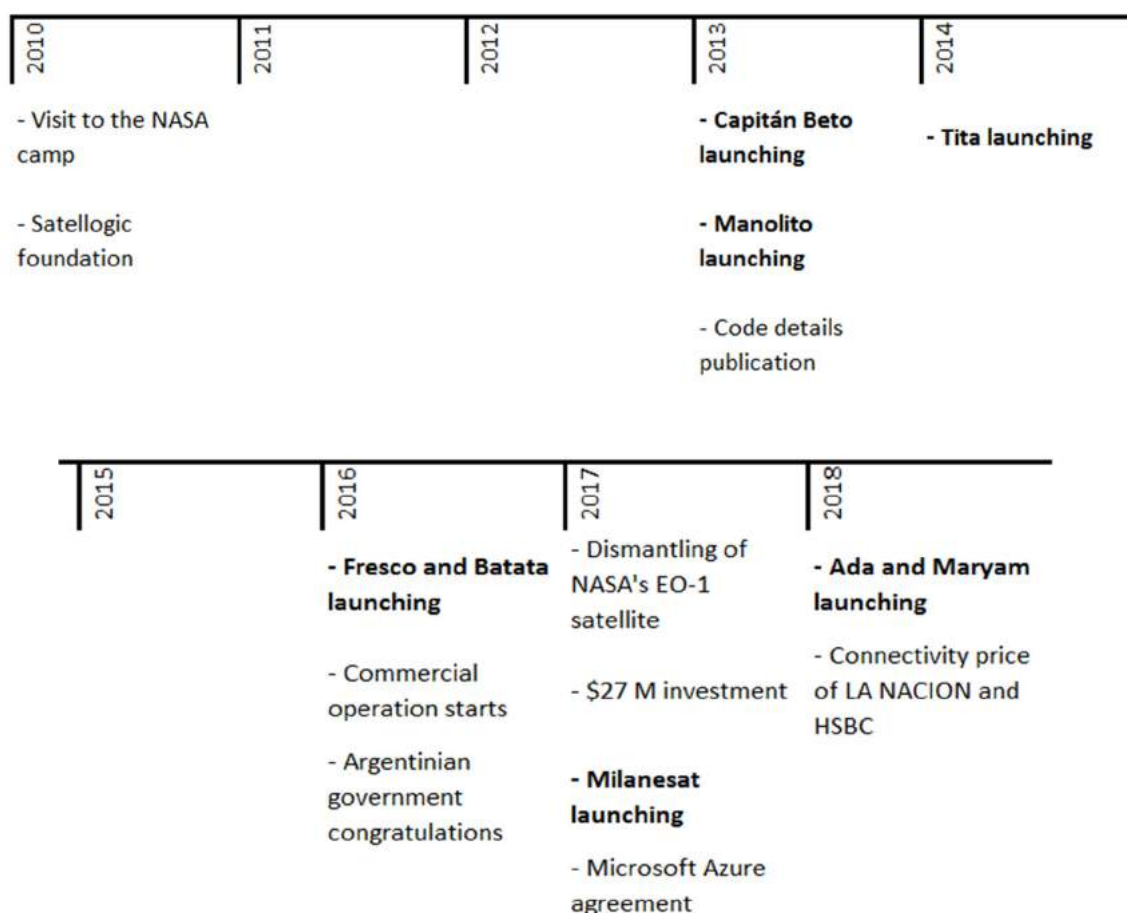 2010
2011
2012
2013
2014
- Visit to the NASA
camp
- Satellogic
foundation
- Capitán Beto
launching
- Manolito
launching
- Code details
publication
- Tita launching
2015
2016
2017
2018
- Fresco and Batata
launching
- Commercial
operation starts
- Argentinian
government
congratulations
- Dismantling of
NASA's EO-1
satellite
- $27 M investment
- Milanesat
launching
- Microsoft Azure
agreement
- Ada and Maryam
launching
- Connectivity price
of LA NACION and
HSBC